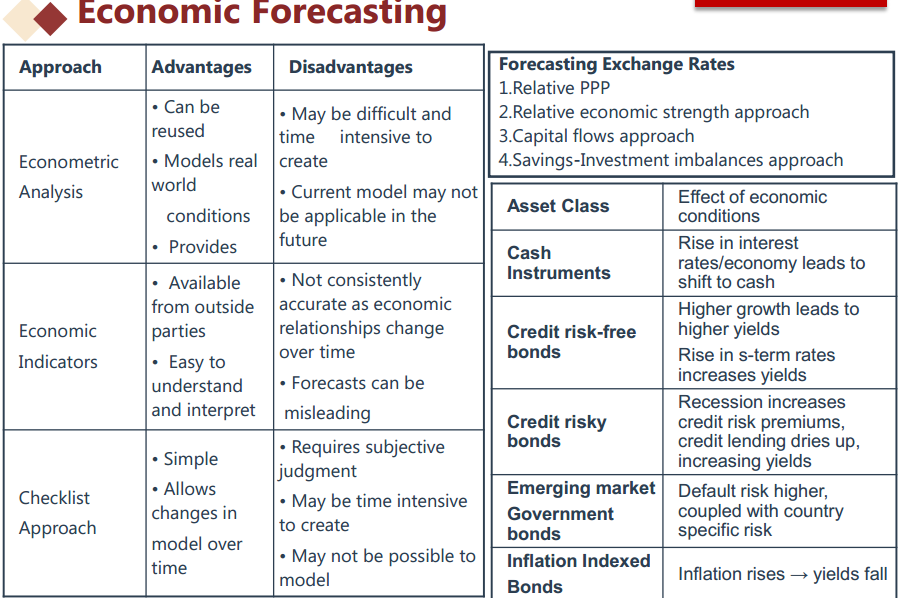 Economic Forecasting
Approach
Advantages
Disadvantages
Econometric
Analysis
• Can be
reused
• Models real
world
conditions
• Provides
• May be difficult and
time intensive to
create
• Current model may not
be applicable in the
future
Economic
Indicators
• Available
from outside
parties
• Easy to
understand
and interpret
• Not consistently
accurate as economic
relationships change
over time
• Forecasts can be
misleading
Checklist
Approach
• Simple
• Allows
changes in
model over
time
• Requires subjective
judgment
• May be time intensive
to create
• May not be possible to
model
Forecasting Exchange Rates
1.Relative PPP
2.Relative economic strength approach
3.Capital flows approach
4.Savings-Investment imbalances approach
Asset Class
Effect of economic
conditions
Cash
Instruments
Rise in interest
rates/economy leads to
shift to cash
Credit risk-free
bonds
Higher growth leads to
higher yields
Rise in s-term rates
increases yields
Credit risky
bonds
Recession increases
credit risk premiums,
credit lending dries up,
increasing yields
Emerging market
Government
bonds
Default risk higher,
coupled with country
specific risk
Inflation Indexed
Bonds
Inflation rises → yields fall